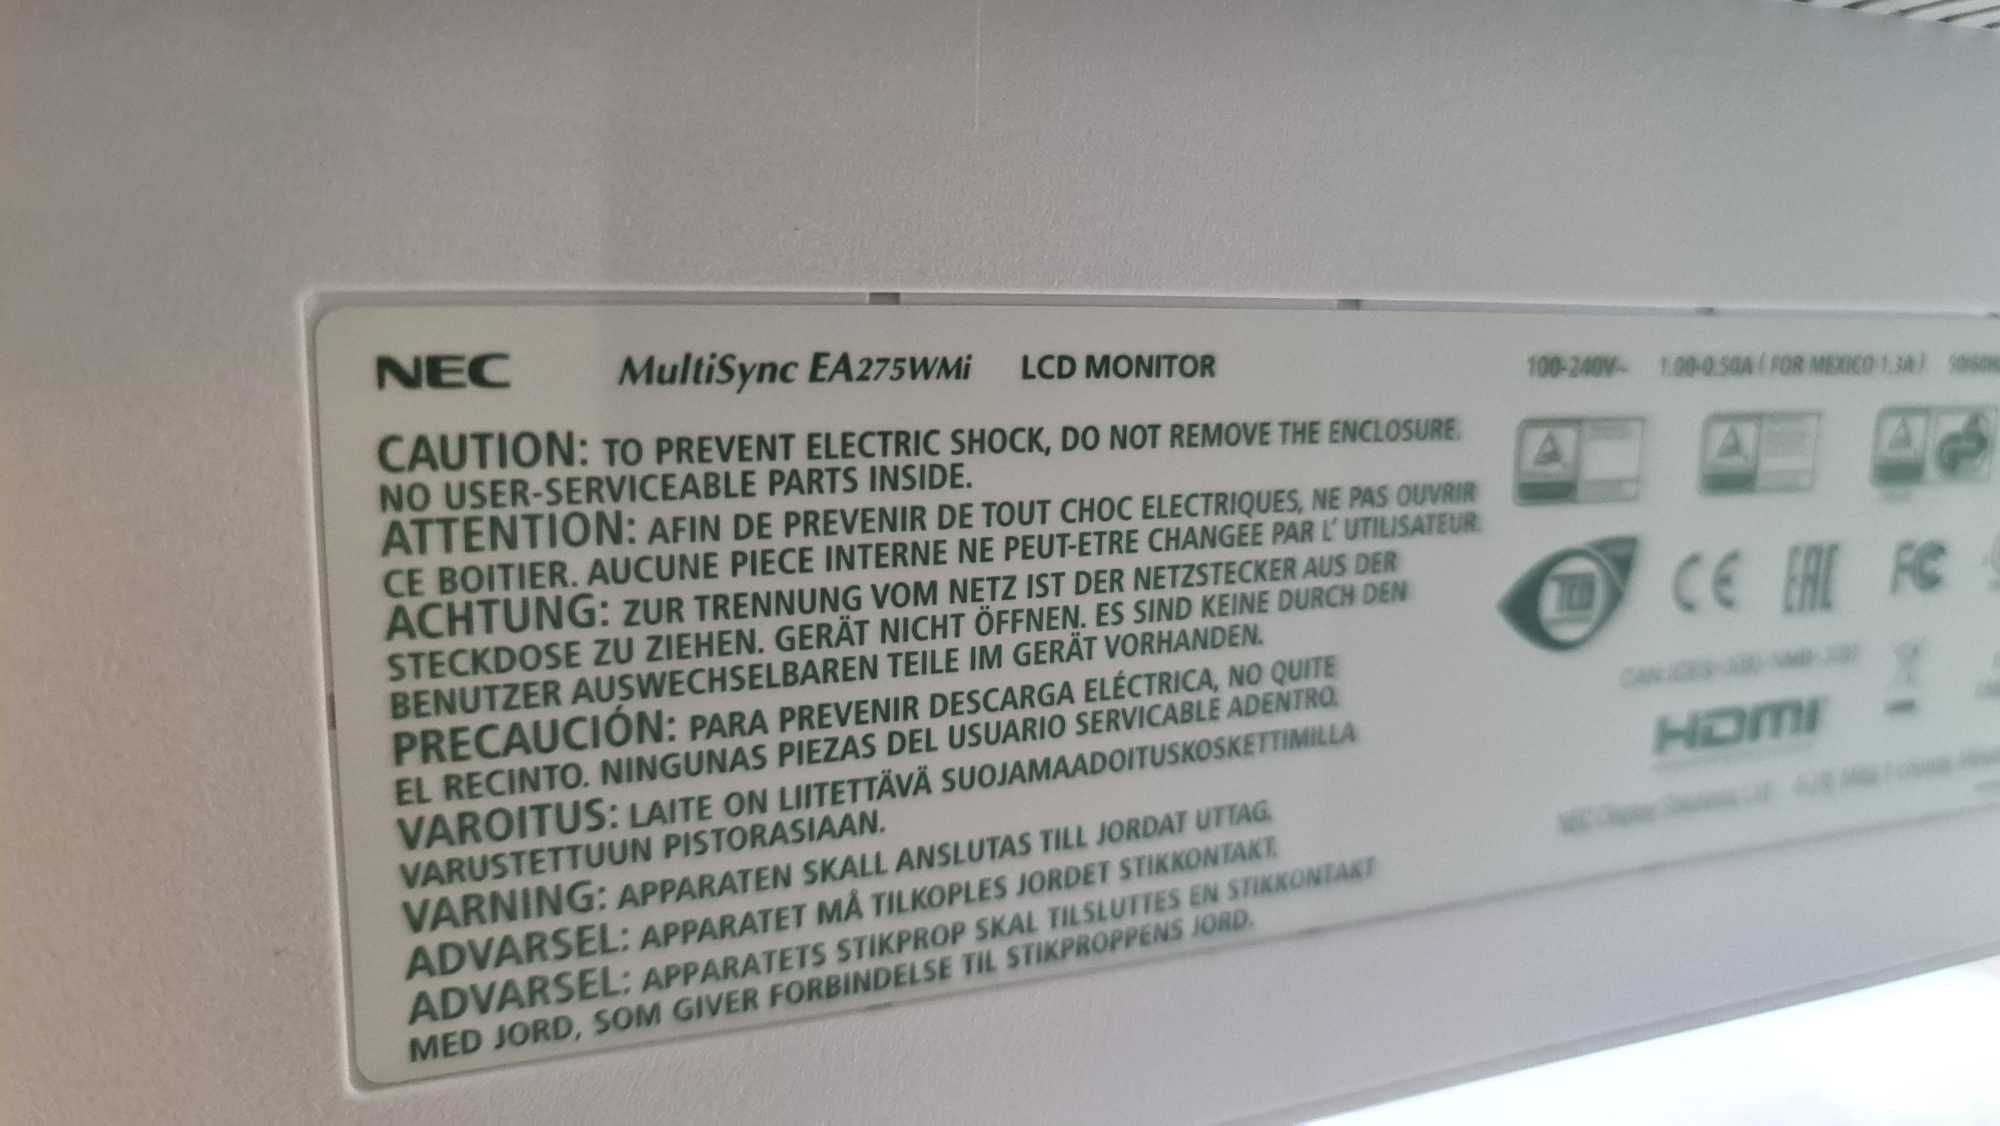 NEC MultiSync EA275WMi LCD MONITOR 100-240V~ 1.00-0.50A ( FOR MEXICO 1.3A )
CAUTION: TO PREVENT ELECTRIC SHOCK, DO NOT REMOVE THE ENCLOSURE.
NO USER-SERVICEABLE PARTS INSIDE.
ATTENTION: AFIN DE PREVENIR DE TOUT CHOC ELECTRIQUES, NE PAS OUVRIR
CE BOITIER. AUCUNE PIECE INTERNE NE PEUT-ETRE CHANGEE PAR L' UTILISATEUR.
ACHTUNG: ZUR TRENNUNG VOM NETZ IST DER NETZSTECKER AUS DER
STECKDOSE ZU ZIEHEN. GERÄT NICHT ÖFFNEN. ES SIND KEINE DURCH DEN
BENUTZER AUSWECHSELBAREN TEILE IM GERÄT VORHANDEN.
PRECAUCIÓN: PARA PREVENIR DESCARGA ELÉCTRICA, NO QUITE
EL RECINTO. NINGUNAS PIEZAS DEL USUARIO SERVICABLE ADENTRO.
VAROITUS: LAITE ON LIITETTÄVÄ SUOJAMAADOITUSKOSKETTIMILLA
VARUSTETTUUN PISTORASIAAN.
VARNING: APPARATEN SKALL ANSLUTAS TILL JORDAT UTTAG.
ADVARSEL: APPARATET MÅ TILKOPLES JORDET STIKKONTAKT.
ADVARSEL: APPARATETS STIKPROP SKAL TILSLUTTES EN STIKKONTAKT
MED JORD, SOM GIVER FORBINDELSE TIL STIKPROPPENS JORD.
TCO CE EAC FC
HDMI
NEC Display Solutions, Ltd.